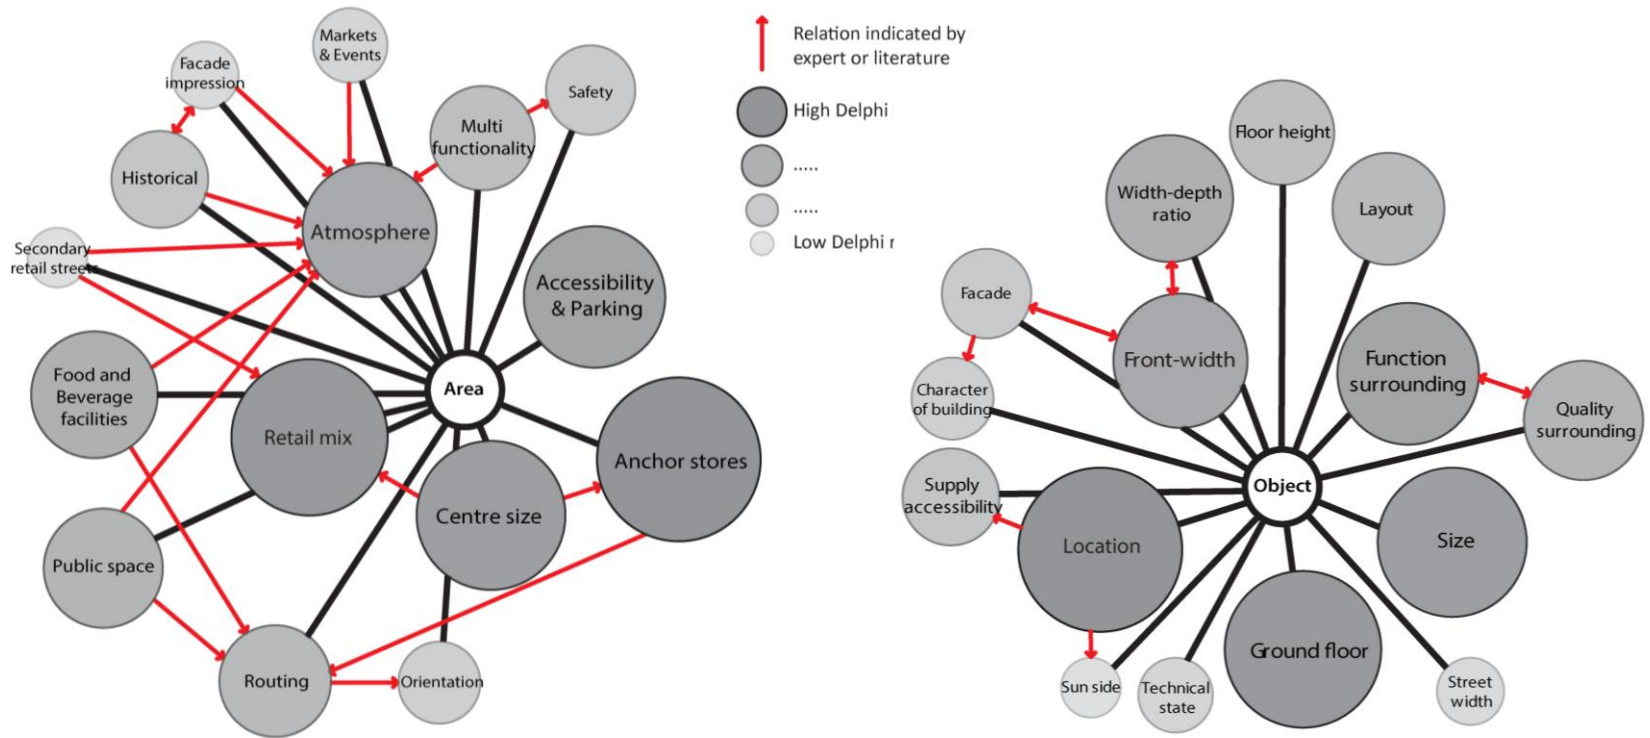 Markets
& Events
Facade
impression
Safety
Multi
functionality
Historical
Atmosphere
Secondary
retail streets
Accessibility
& Parking
Food and
Beverage
facilities
Area
Retail mix
Anchor stores
Centre size
Public space
Routing
Orientation
Relation indicated by
expert or literature
High Delphi
.....
.....
Low Delphi r
Floor height
Width-depth
ratio
Layout
Facade
Front-width
Function
surrounding
Character
of building
Quality
surrounding
Supply
accessibility
Object
Location
Size
Ground floor
Sun side
Technical
state
Street
width